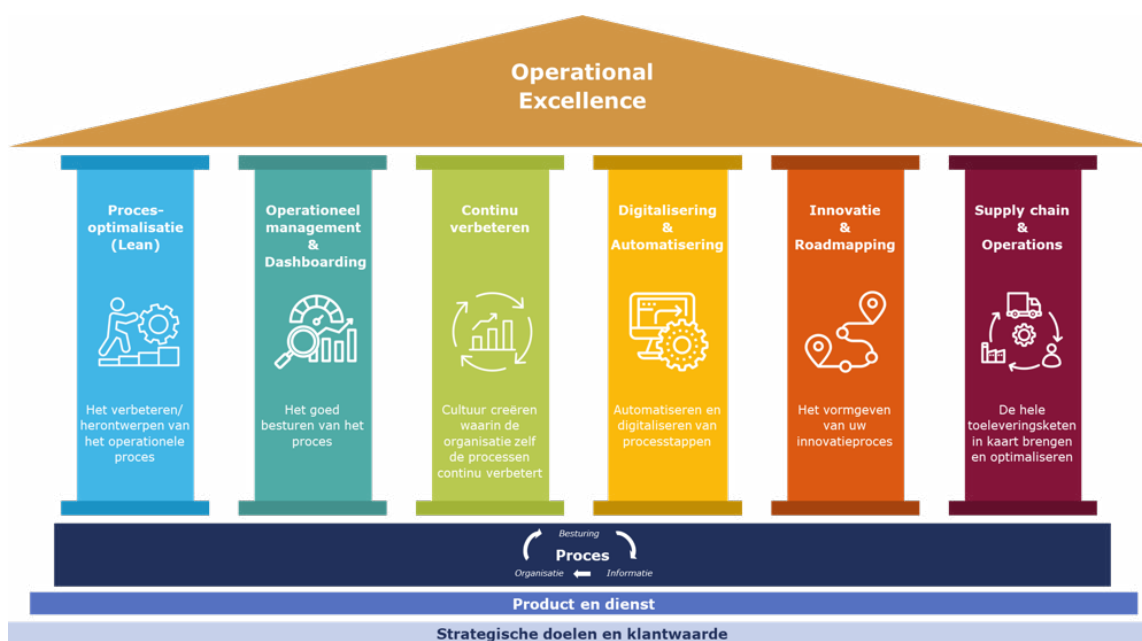 Operational
Excellence
Proces-
optimalisatie
(Lean)
Het verbeteren/
herontwerpen van
het operationele
proces
Operationeel
management
&
Dashboarding
Het goed
besturen van het
proces
Continu
verbeteren
Cultuur creëren
waarin de
organisatie zelf
de processen
continu verbetert
Digitalisering
&
Automatisering
Automatiseren en
digitaliseren van
processtappen
Innovatie
&
Roadmapping
Het vormgeven
van uw
innovatieproces
Supply chain
&
Operations
De hele
toeleveringsketen
in kaart brengen
en optimaliseren
Besturing
Proces
Organisatie
Informatie
Product en dienst
Strategische doelen en klantwaarde